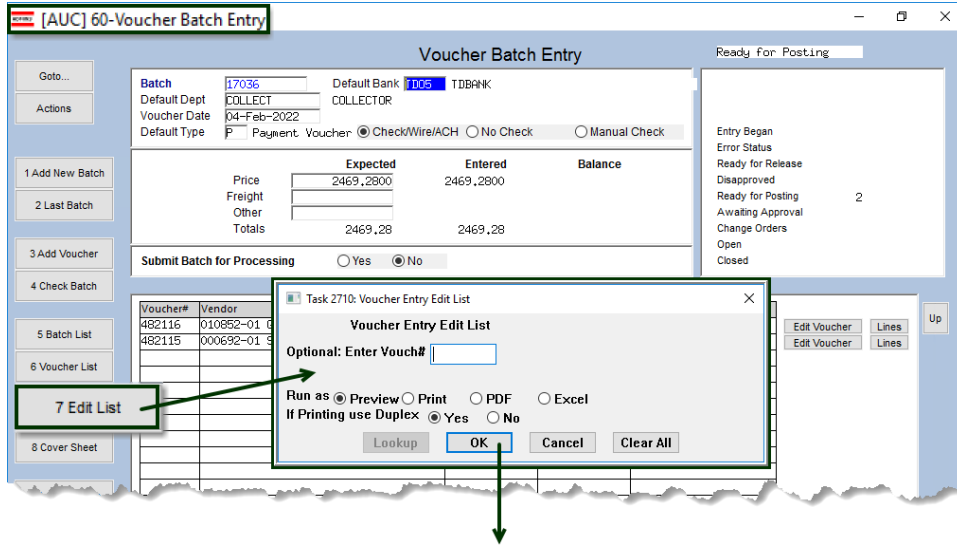 [AUC] 60-Voucher Batch Entry
Voucher Batch Entry
Ready for Posting
Goto...
Actions
1 Add New Batch
2 Last Batch
3 Add Voucher
4 Check Batch
5 Batch List
6 Voucher List
7 Edit List
8 Cover Sheet
Batch 17036 Default Bank TD05 TDBANK
Default Dept COLLECT COLLECTOR
Voucher Date 04-Feb-2022
Default Type P Payment Voucher Check/Wire/ACH No Check Manual Check
Expected Entered Balance
Price 2469.2800 2469.2800
Freight
Other
Totals 2469.28 2469.28
Submit Batch for Processing Yes No
Entry Began
Error Status
Ready for Release
Disapproved
Ready for Posting 2
Awaiting Approval
Change Orders
Open
Closed
Voucher# Vendor
482116 010852-01 Edit Voucher Lines
482115 000692-01 Edit Voucher Lines
Up
Task 2710: Voucher Entry Edit List
Voucher Entry Edit List
Optional: Enter Vouch#
Run as Preview Print PDF Excel
If Printing use Duplex Yes No
Lookup OK Cancel Clear All